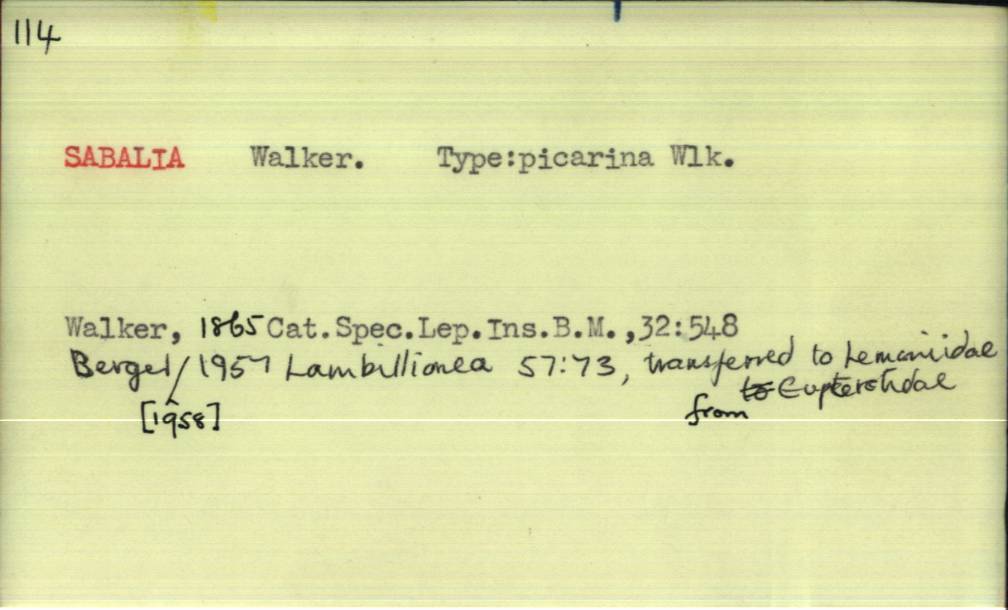 114
SABALIA Walker. Type:picarina Wlk.
Walker, 1865 Cat.Spec.Lep.Ins.B.M.,32:548
Berger/1957 Lambillionea 57:73, transferred to Lemoniidae
[1958] from to Eupterotidae